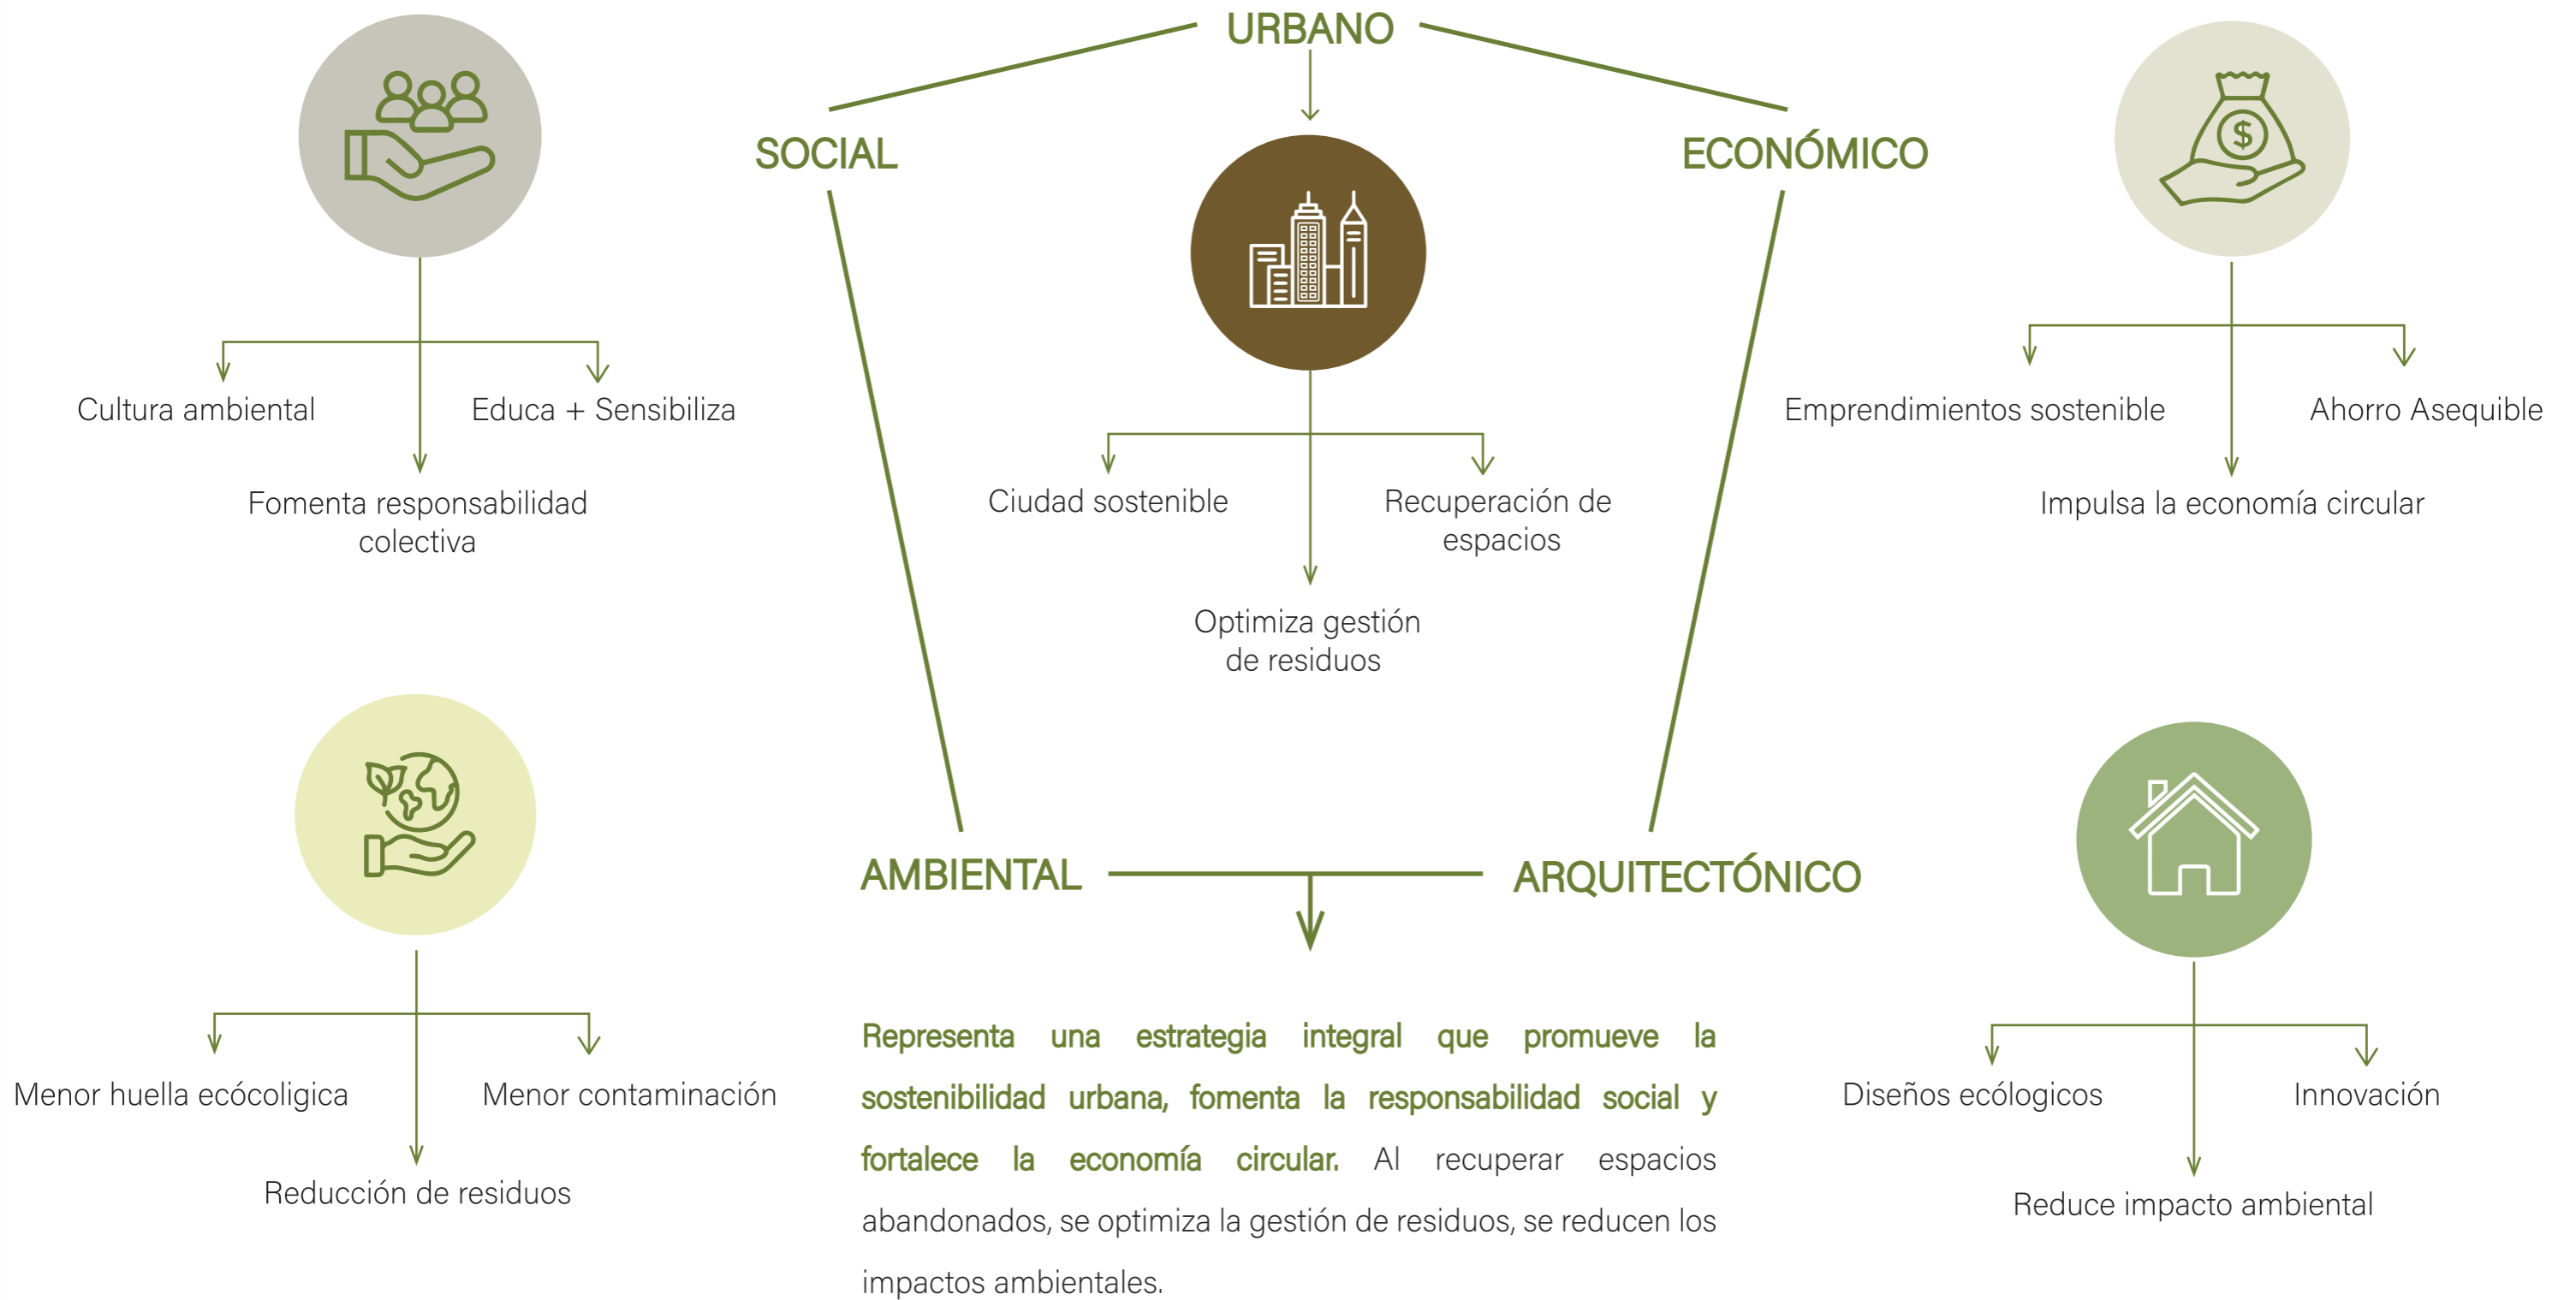 URBANO
SOCIAL
ECONÓMICO
$
Cultura ambiental
Educa + Sensibiliza
Fomenta responsabilidad
colectiva
Ciudad sostenible
Recuperación de
espacios
Optimiza gestión
de residuos
Emprendimientos sostenible
Ahorro Asequible
Impulsa la economía circular
AMBIENTAL
ARQUITECTÓNICO
Menor huella ecócoligica
Menor contaminación
Reducción de residuos
Representa una estrategia integral que promueve la
sostenibilidad urbana, fomenta la responsabilidad social y
fortalece la economía circular. Al recuperar espacios
abandonados, se optimiza la gestión de residuos, se reducen los
impactos ambientales.
Diseños ecólogicos
Innovación
Reduce impacto ambiental